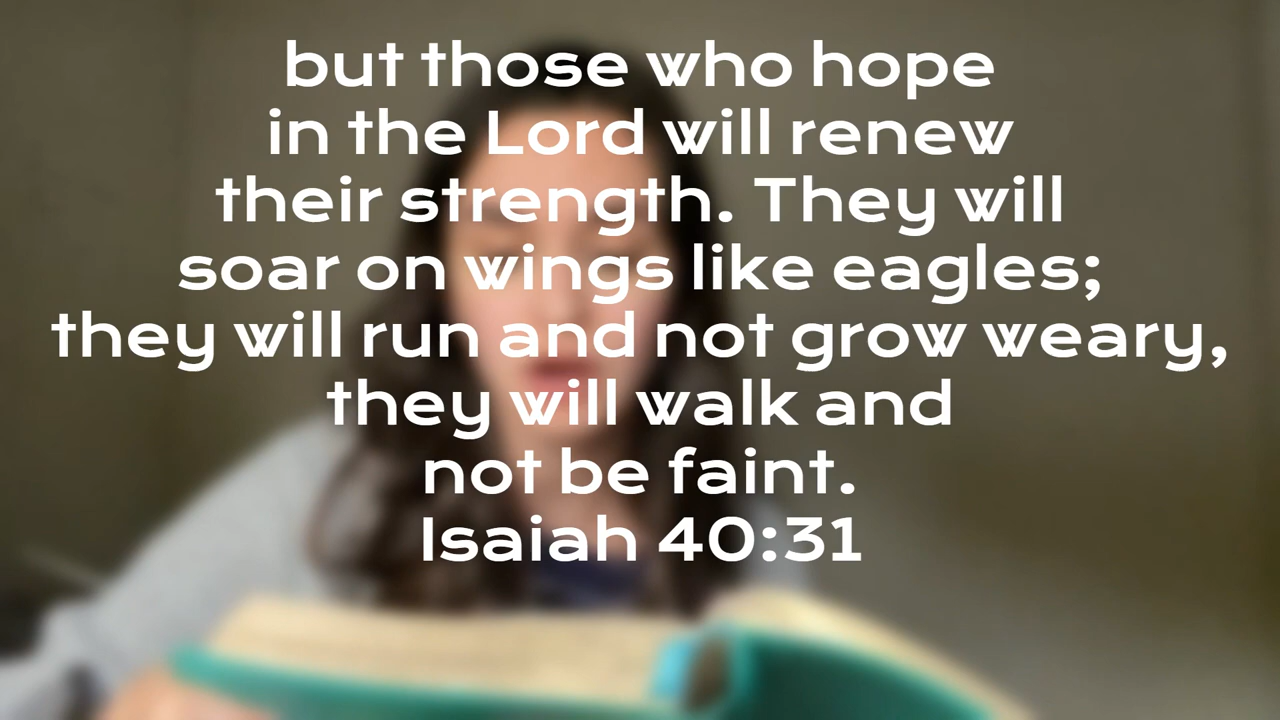 but those who hope
in the Lord will renew
their strength. They will
soar on wings like eagles;
they will run and not grow weary,
they will walk and
not be faint.
Isaiah 40:31